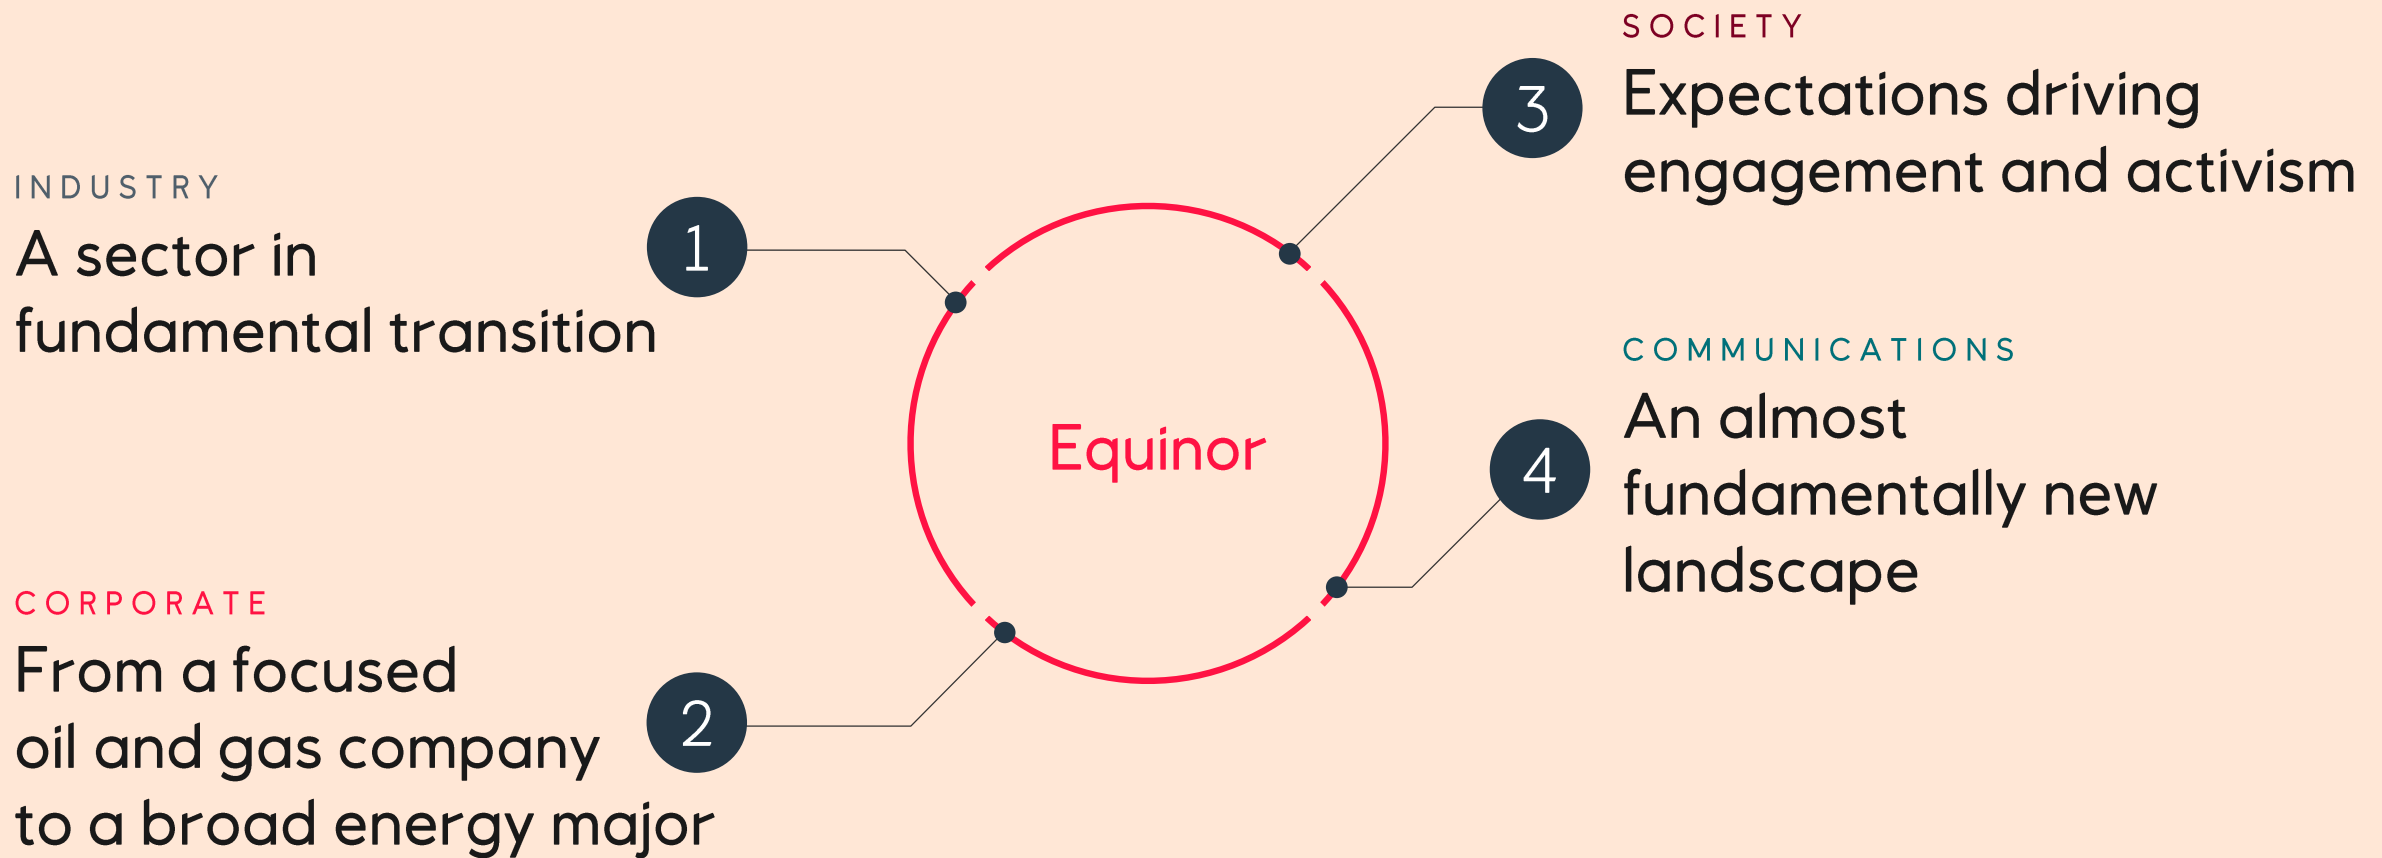 INDUSTRY
A sector in
fundamental transition
1
CORPORATE
From a focused
oil and gas company
to a broad energy major
2
Equinor
SOCIETY
Expectations driving
engagement and activism
3
COMMUNICATIONS
An almost
fundamentally new
landscape
4